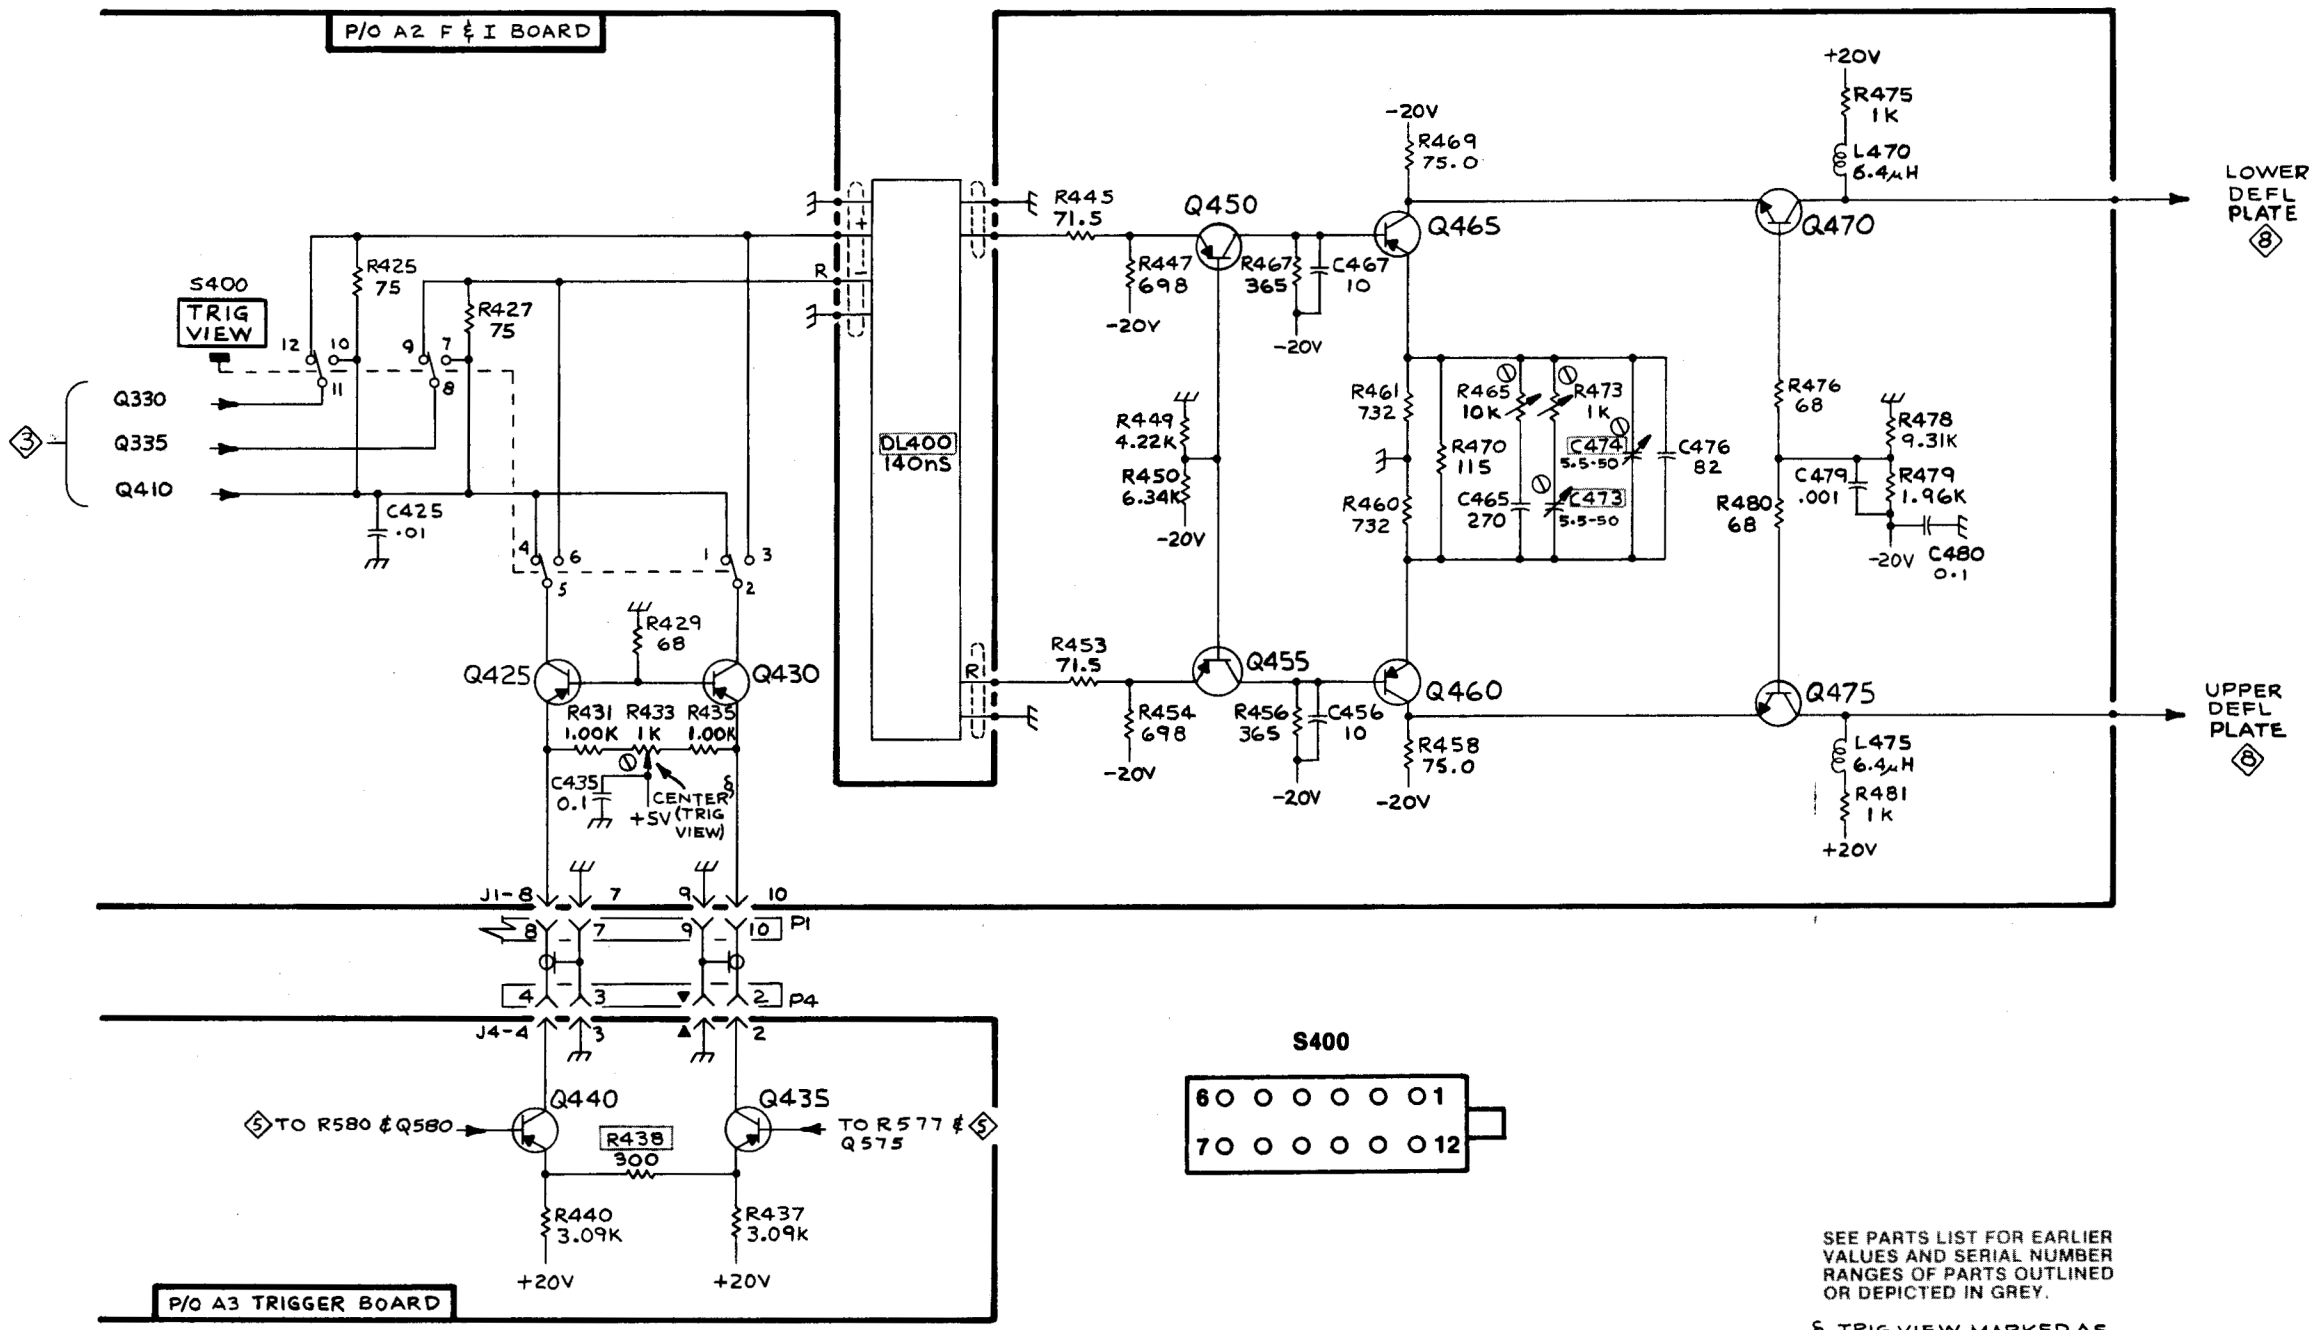 P/O A2 F & I BOARD
+20V
R475
1K
L470
6.4µH
LOWER
DEFL
PLATE
8
-20V
R469
75.0
Q465
Q470
R445
71.5
Q450
R447
698
-20V
R467
365
C467
10
-20V
+
R
-
R425
75
R427
75
S400
TRIG
VIEW
12
10
11
9
7
8
3
Q330
Q335
Q410
C425
.01
4
6
5
1
3
2
DL400
140nS
R449
4.22K
R450
6.34K
-20V
R461
732
R460
732
R465
10K
R473
1K
R470
115
C465
270
C474
5.5-50
C473
5.5-50
C476
82
R476
68
R480
68
R478
9.31K
C479
.001
R479
1.96K
-20V
C480
0.1
R429
68
Q425
Q430
R431
1.00K
R433
1K
R435
1.00K
C435
0.1
+5V
CENTER §
(TRIG
VIEW)
R
R453
71.5
Q455
R454
698
-20V
R456
365
C456
10
-20V
Q460
R458
75.0
-20V
Q475
L475
6.4µH
R481
1K
+20V
UPPER
DEFL
PLATE
8
J1-8
7
9
10
8
7
9
10
P1
4
3
2
P4
J4-4
3
2
Q440
Q435
5 TO R580 & Q580
R438
300
TO R577 & 5
Q575
R440
3.09K
+20V
R437
3.09K
+20V
P/O A3 TRIGGER BOARD
S400
6
1
7
12
SEE PARTS LIST FOR EARLIER
VALUES AND SERIAL NUMBER
RANGES OF PARTS OUTLINED
OR DEPICTED IN GREY.
§ TRIG VIEW MARKED AS